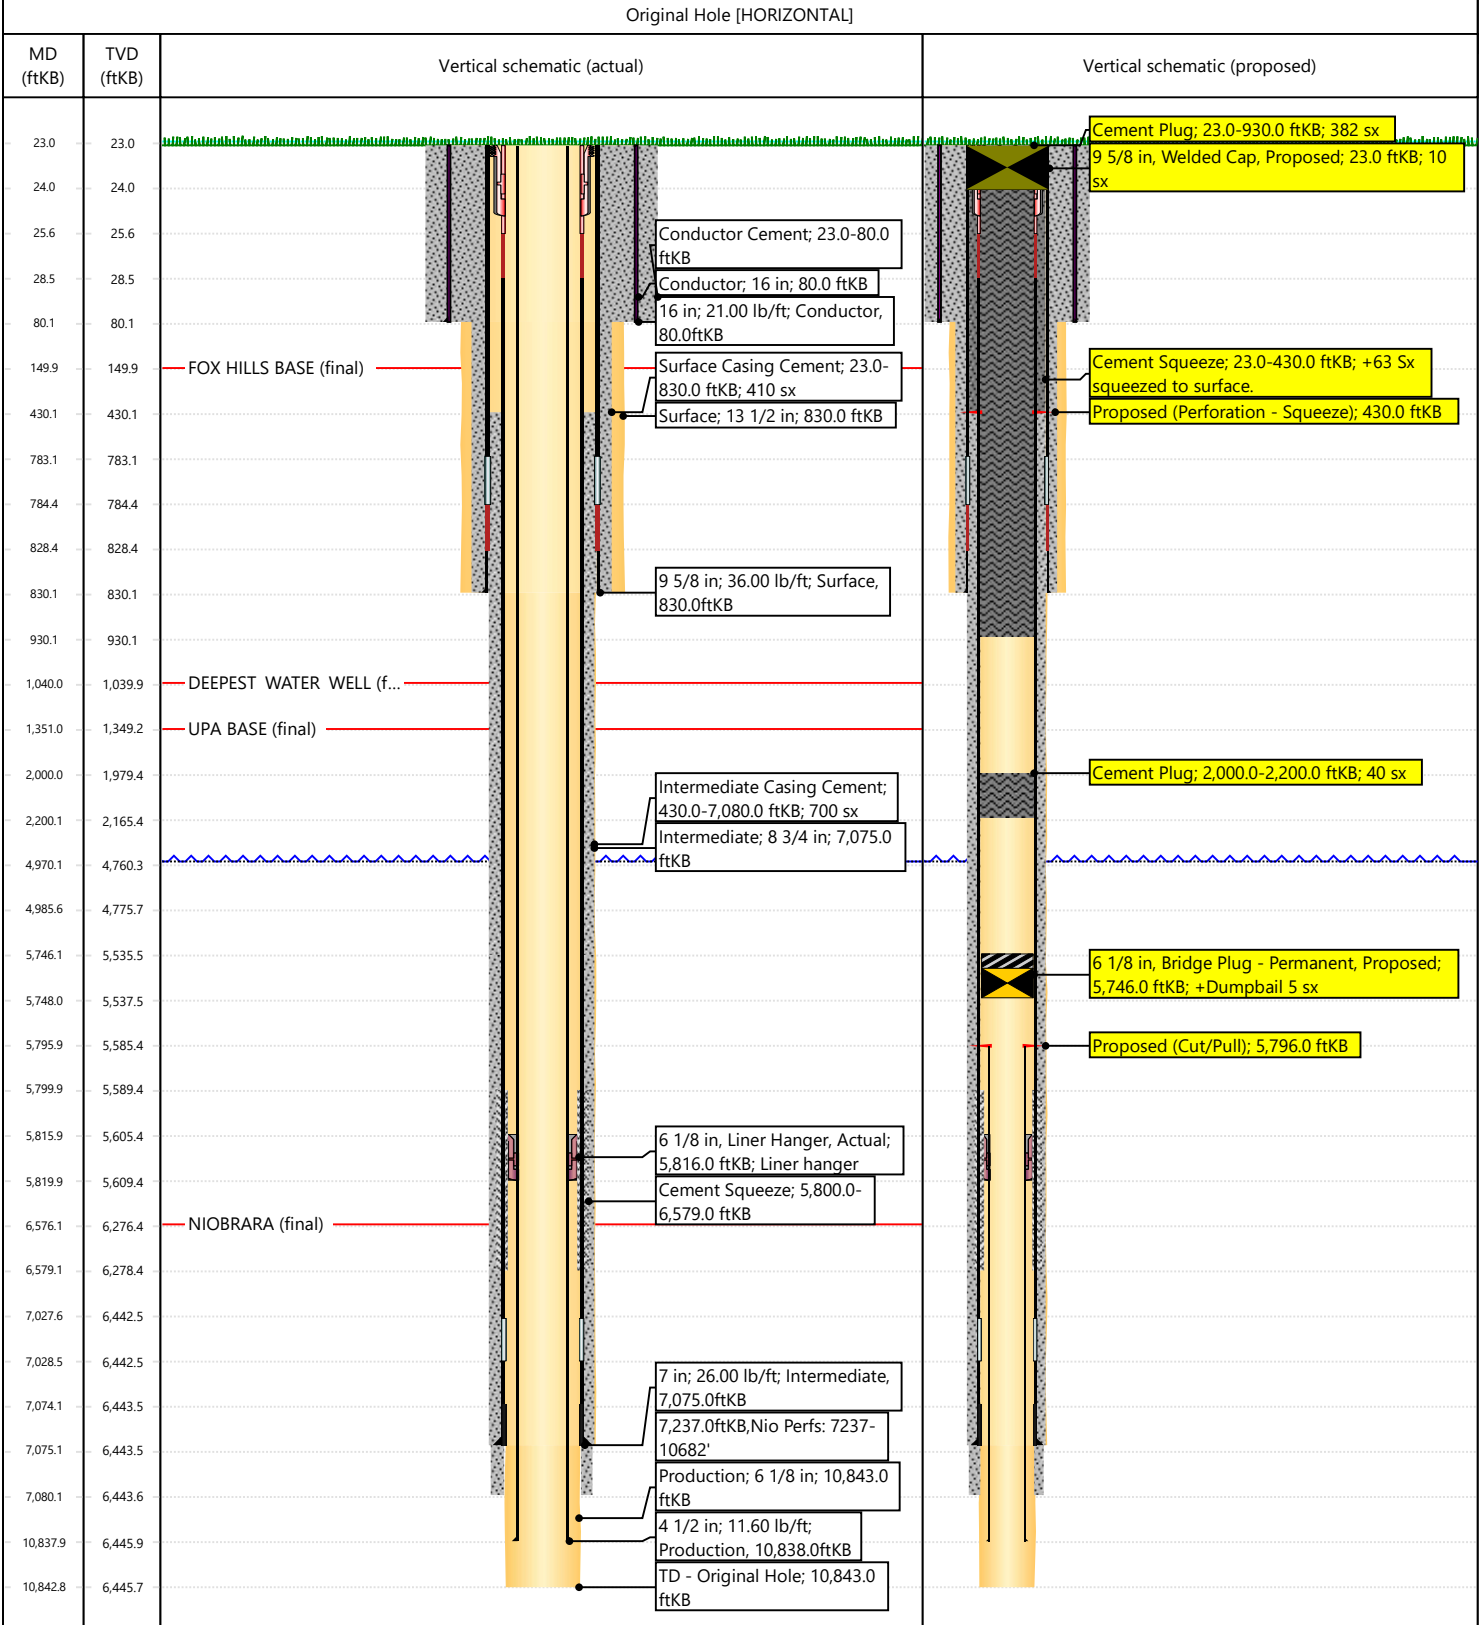 Original Hole [HORIZONTAL]
MD
(ftKB)
TVD
(ftKB)
Vertical schematic (actual)
Vertical schematic (proposed)
23.0 23.0
24.0 24.0
25.6 25.6
28.5 28.5
80.1 80.1
149.9 149.9
430.1 430.1
783.1 783.1
784.4 784.4
828.4 828.4
830.1 830.1
930.1 930.1
1,040.0 1,039.9
1,351.0 1,349.2
2,000.0 1,979.4
2,200.1 2,165.4
4,970.1 4,760.3
4,985.6 4,775.7
5,746.1 5,535.5
5,748.0 5,537.5
5,795.9 5,585.4
5,799.9 5,589.4
5,815.9 5,605.4
5,819.9 5,609.4
6,576.1 6,276.4
6,579.1 6,278.4
7,027.6 6,442.5
7,028.5 6,442.5
7,074.1 6,443.5
7,075.1 6,443.5
7,080.1 6,443.6
10,837.9 6,445.9
10,842.8 6,445.7
FOX HILLS BASE (final)
DEEPEST WATER WELL (f...
UPA BASE (final)
NIOBRARA (final)
Conductor Cement; 23.0-80.0
ftKB
Conductor; 16 in; 80.0 ftKB
16 in; 21.00 lb/ft; Conductor,
80.0ftKB
Surface Casing Cement; 23.0-
830.0 ftKB; 410 sx
Surface; 13 1/2 in; 830.0 ftKB
9 5/8 in; 36.00 lb/ft; Surface,
830.0ftKB
Intermediate Casing Cement;
430.0-7,080.0 ftKB; 700 sx
Intermediate; 8 3/4 in; 7,075.0
ftKB
6 1/8 in, Liner Hanger, Actual;
5,816.0 ftKB; Liner hanger
Cement Squeeze; 5,800.0-
6,579.0 ftKB
7 in; 26.00 lb/ft; Intermediate,
7,075.0ftKB
7,237.0ftKB,Nio Perfs: 7237-
10682'
Production; 6 1/8 in; 10,843.0
ftKB
4 1/2 in; 11.60 lb/ft;
Production, 10,838.0ftKB
TD - Original Hole; 10,843.0
ftKB
Cement Plug; 23.0-930.0 ftKB; 382 sx
9 5/8 in, Welded Cap, Proposed; 23.0 ftKB; 10
sx
Cement Squeeze; 23.0-430.0 ftKB; +63 Sx
squeezed to surface.
Proposed (Perforation - Squeeze); 430.0 ftKB
Cement Plug; 2,000.0-2,200.0 ftKB; 40 sx
6 1/8 in, Bridge Plug - Permanent, Proposed;
5,746.0 ftKB; +Dumpbail 5 sx
Proposed (Cut/Pull); 5,796.0 ftKB